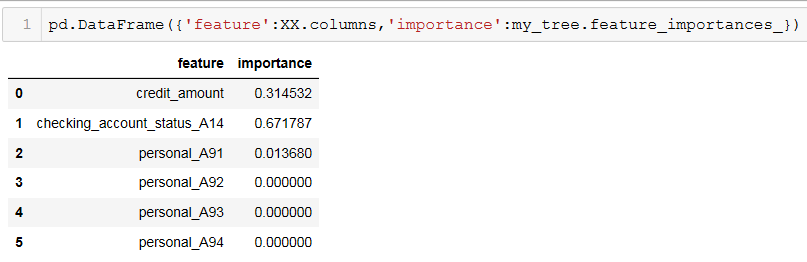 1 pd.DataFrame({'feature':XX.columns,'importance':my_tree.feature_importances_})
feature importance
0 credit_amount 0.314532
1 checking_account_status_A14 0.671787
2 personal_A91 0.013680
3 personal_A92 0.000000
4 personal_A93 0.000000
5 personal_A94 0.000000